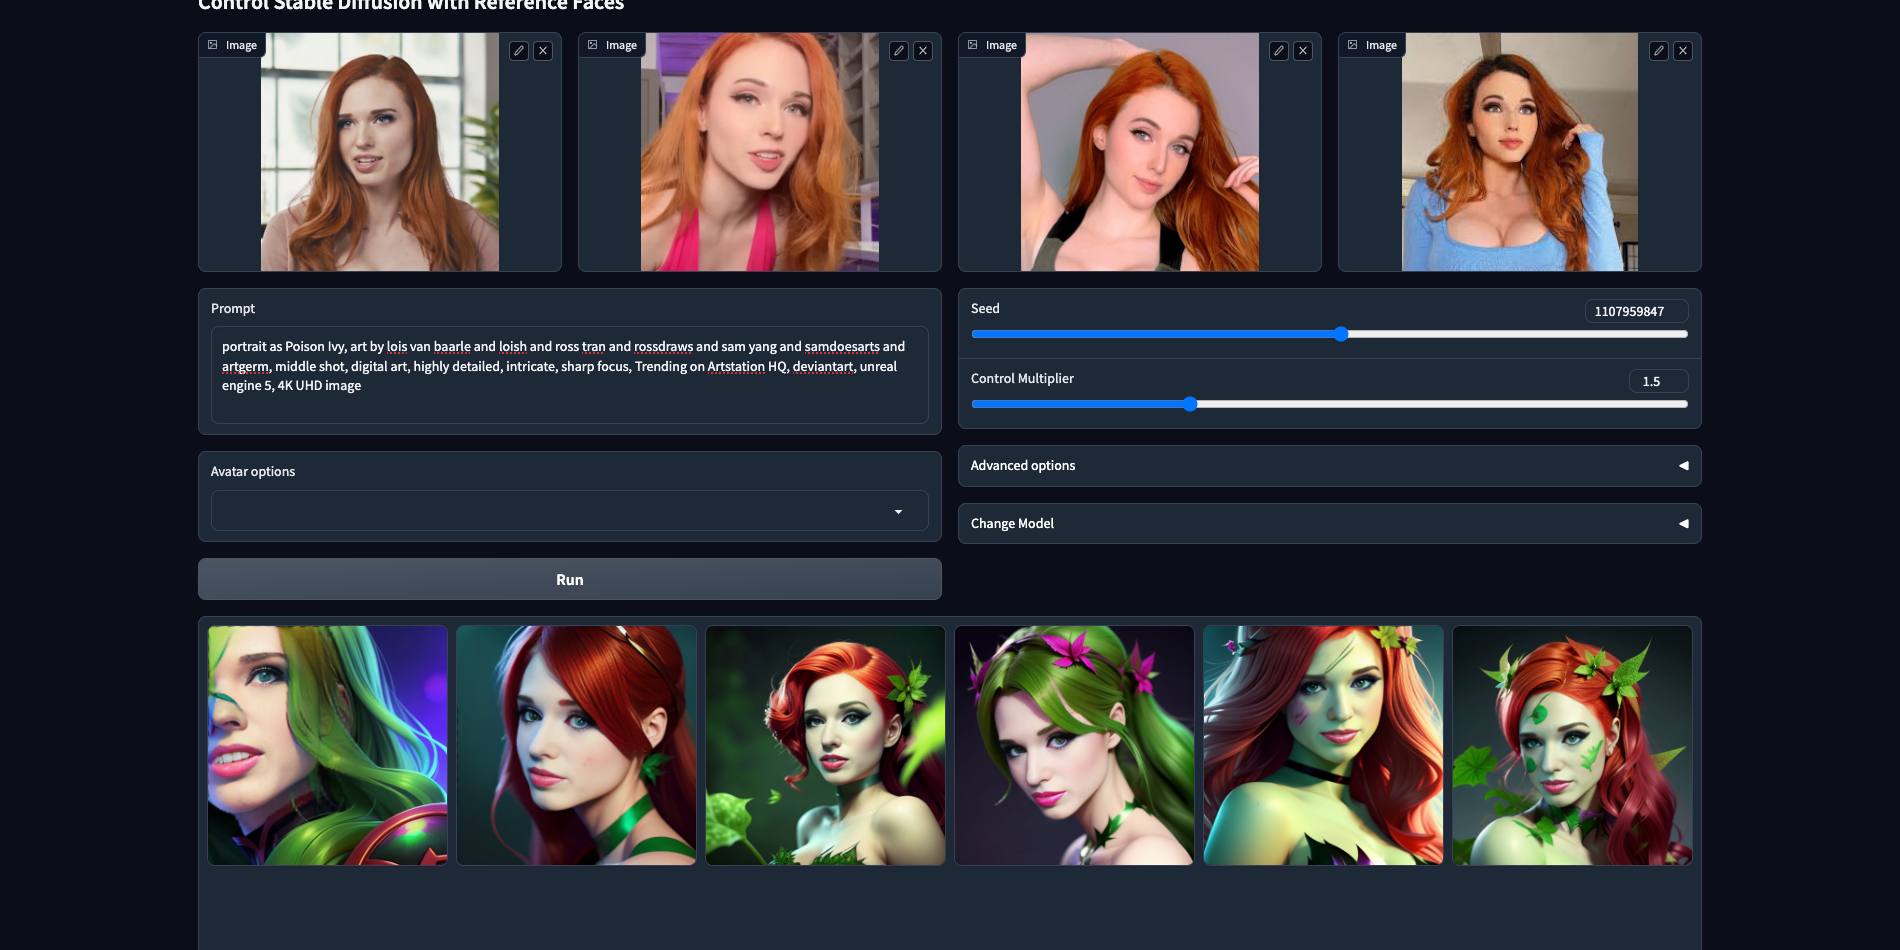 Control Stable Diffusion with Reference Faces
Image
Image
Image
Image
Prompt
portrait as Poison Ivy, art by lois van baarle and loish and ross tran and rossdraws and sam yang and samdoesarts and
artgerm, middle shot, digital art, highly detailed, intricate, sharp focus, Trending on Artstation HQ, deviantart, unreal
engine 5, 4K UHD image
Seed
1107959847
Control Multiplier
1.5
Avatar options
Advanced options
Change Model
Run